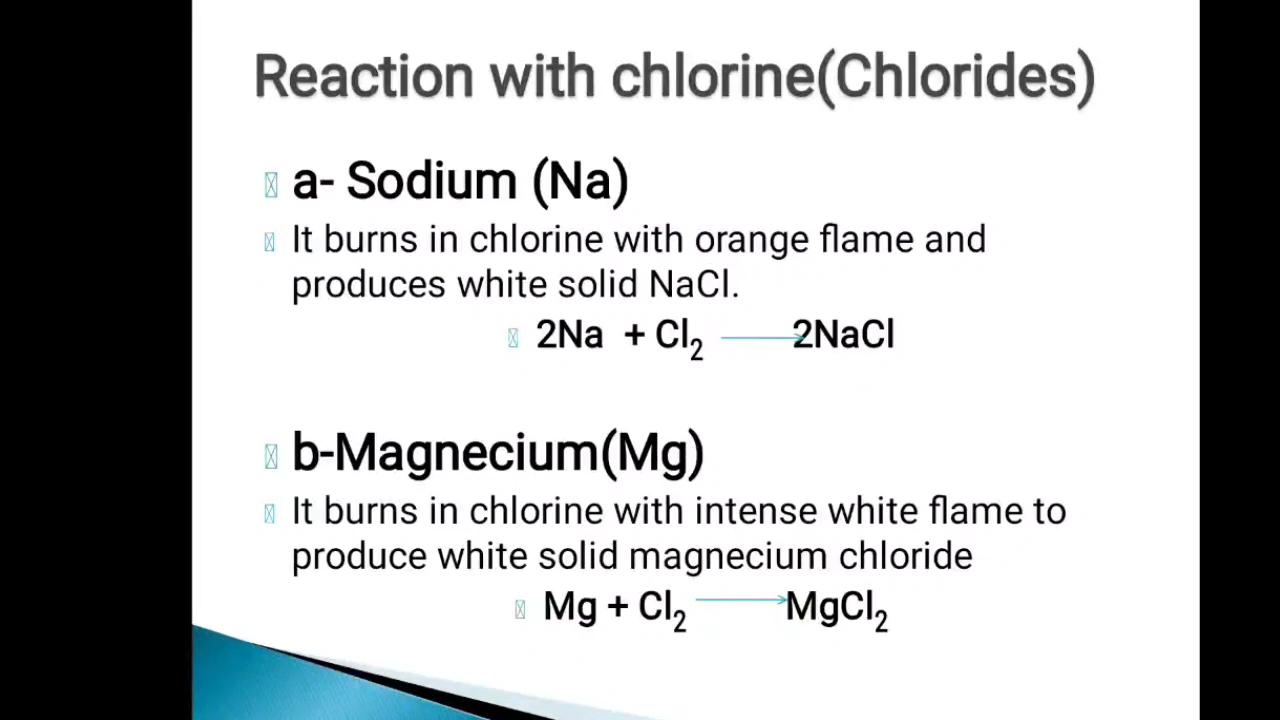 Reaction with chlorine(Chlorides)
a- Sodium (Na)
It burns in chlorine with orange flame and
produces white solid NaCl.
2Na + Cl₂ → 2NaCl
b-Magnecium(Mg)
It burns in chlorine with intense white flame to
produce white solid magnecium chloride
Mg + Cl₂ → MgCl₂